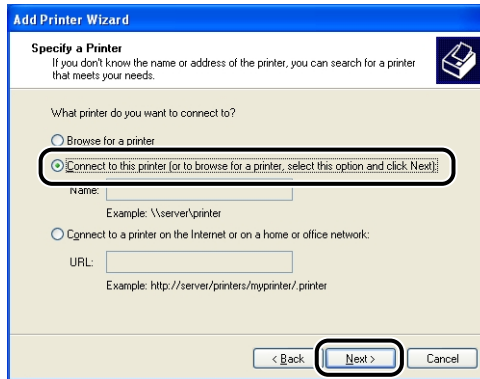 Add Printer Wizard
Specify a Printer
If you don't know the name or address of the printer, you can search for a printer
that meets your needs.
What printer do you want to connect to?
Browse for a printer
Connect to this printer (or to browse for a printer, select this option and click Next):
Name:
Example: \\server\printer
Connect to a printer on the Internet or on a home or office network:
URL:
Example: http://server/printers/myprinter/.printer
< Back Next > Cancel